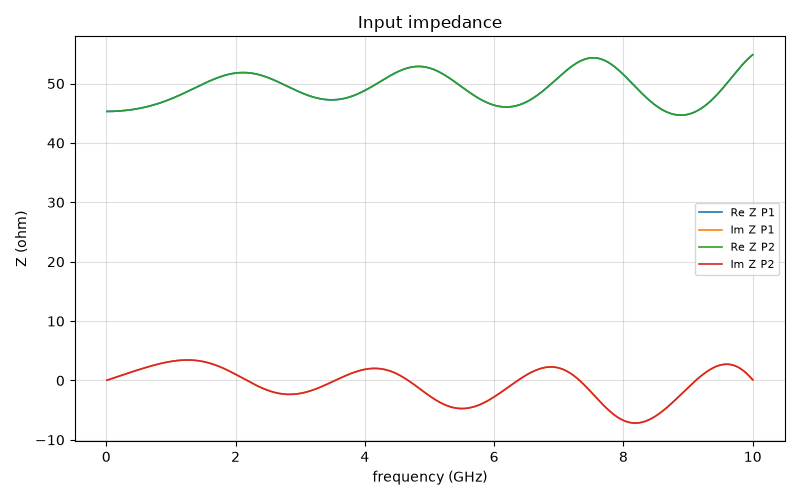 Input impedance
Z (ohm)
50
40
30
20
10
0
−10
Re Z P1
Im Z P1
Re Z P2
Im Z P2
0 2 4 6 8 10
frequency (GHz)